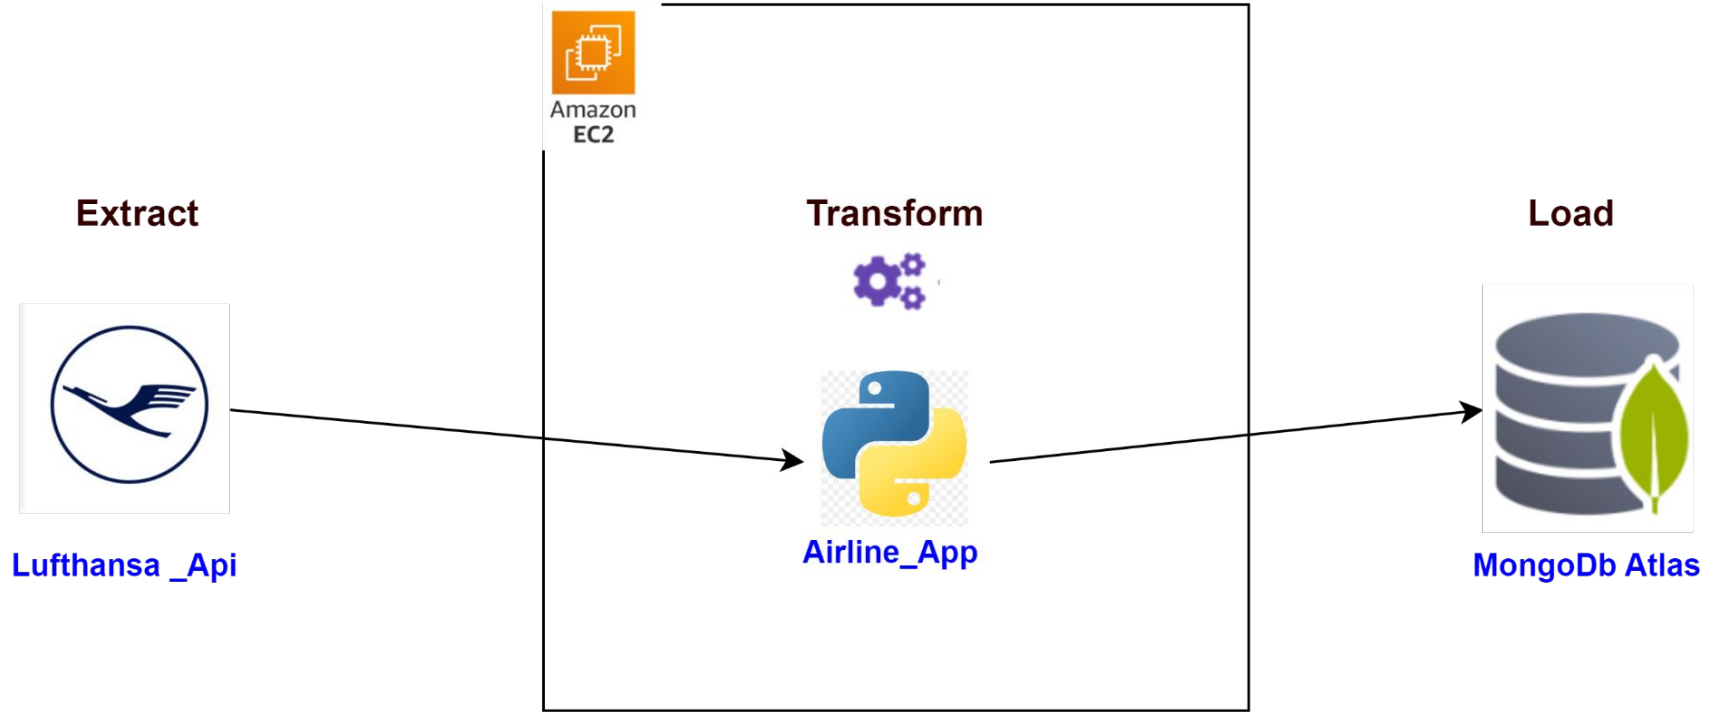 Amazon
EC2
Extract
Transform
Load
Lufthansa _Api
Airline_App
MongoDb Atlas